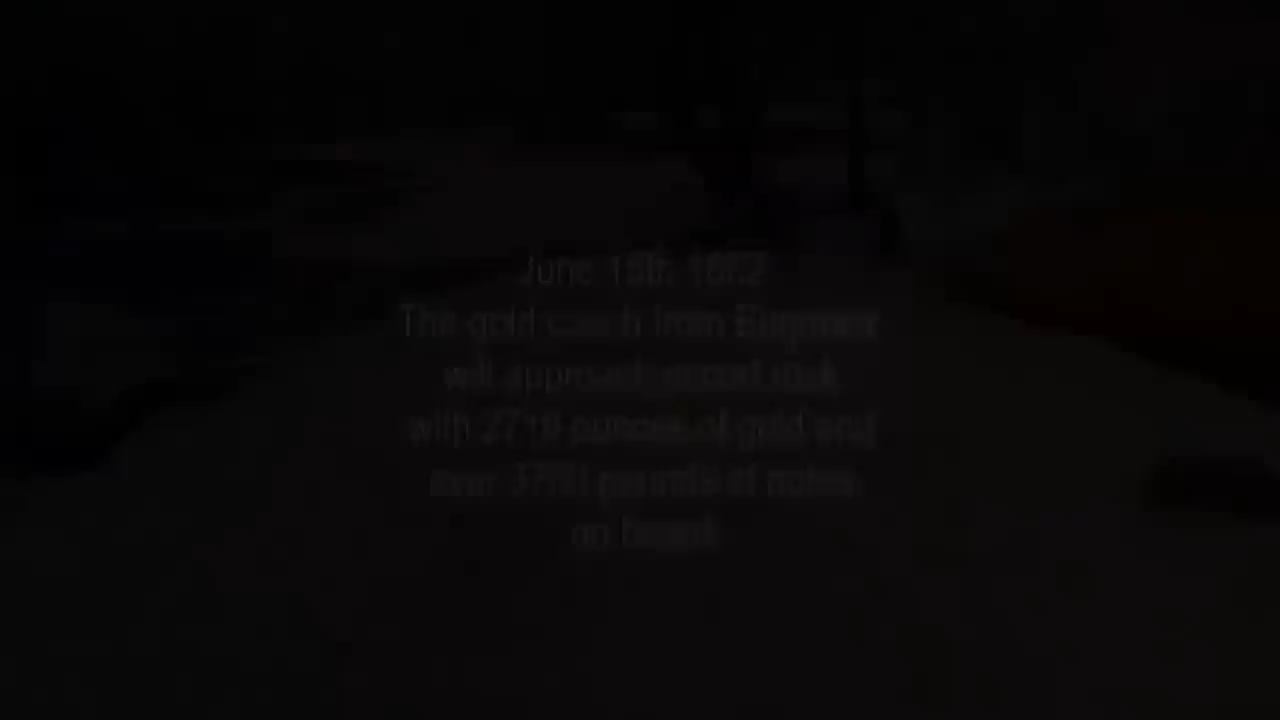 June 15th 1862
The gold coach from
will approach
with 2719 ounces of gold and
over 3700 pounds of notes
on board